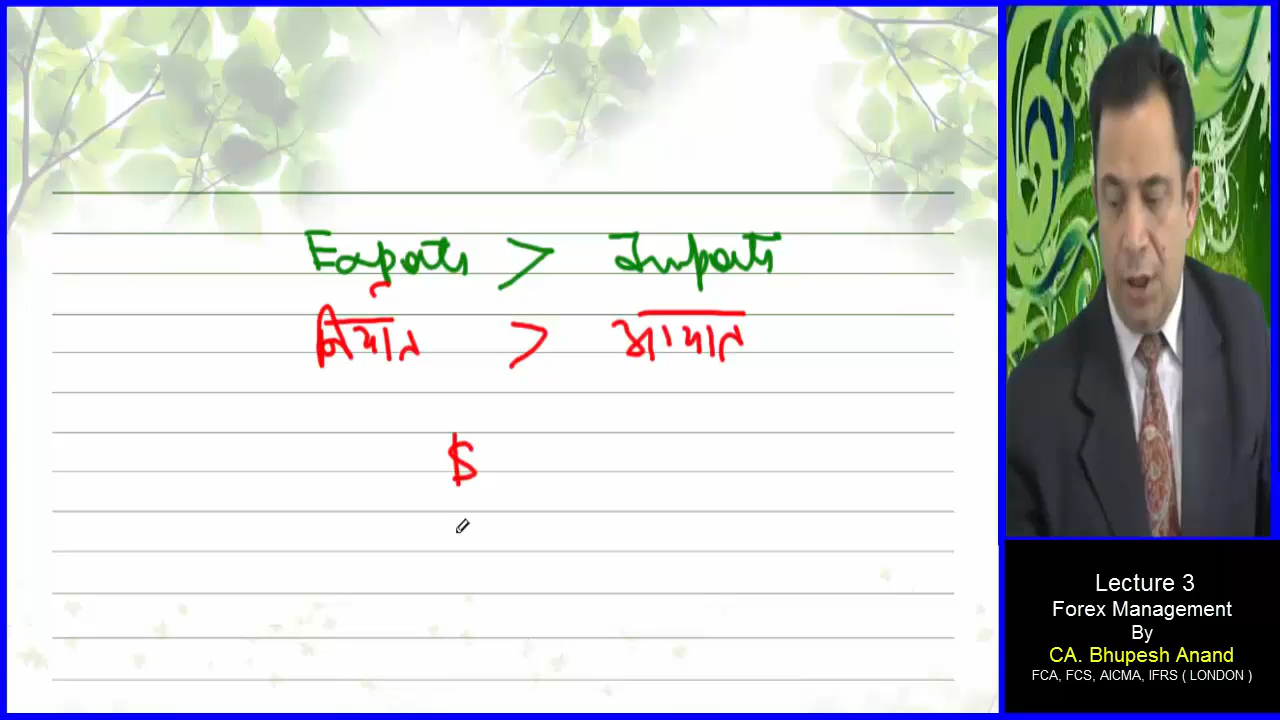 Exports > Imports
नियात > आयात
$
Lecture 3
Forex Management
By
CA. Bhupesh Anand
FCA, FCS, AICMA, IFRS ( LONDON )